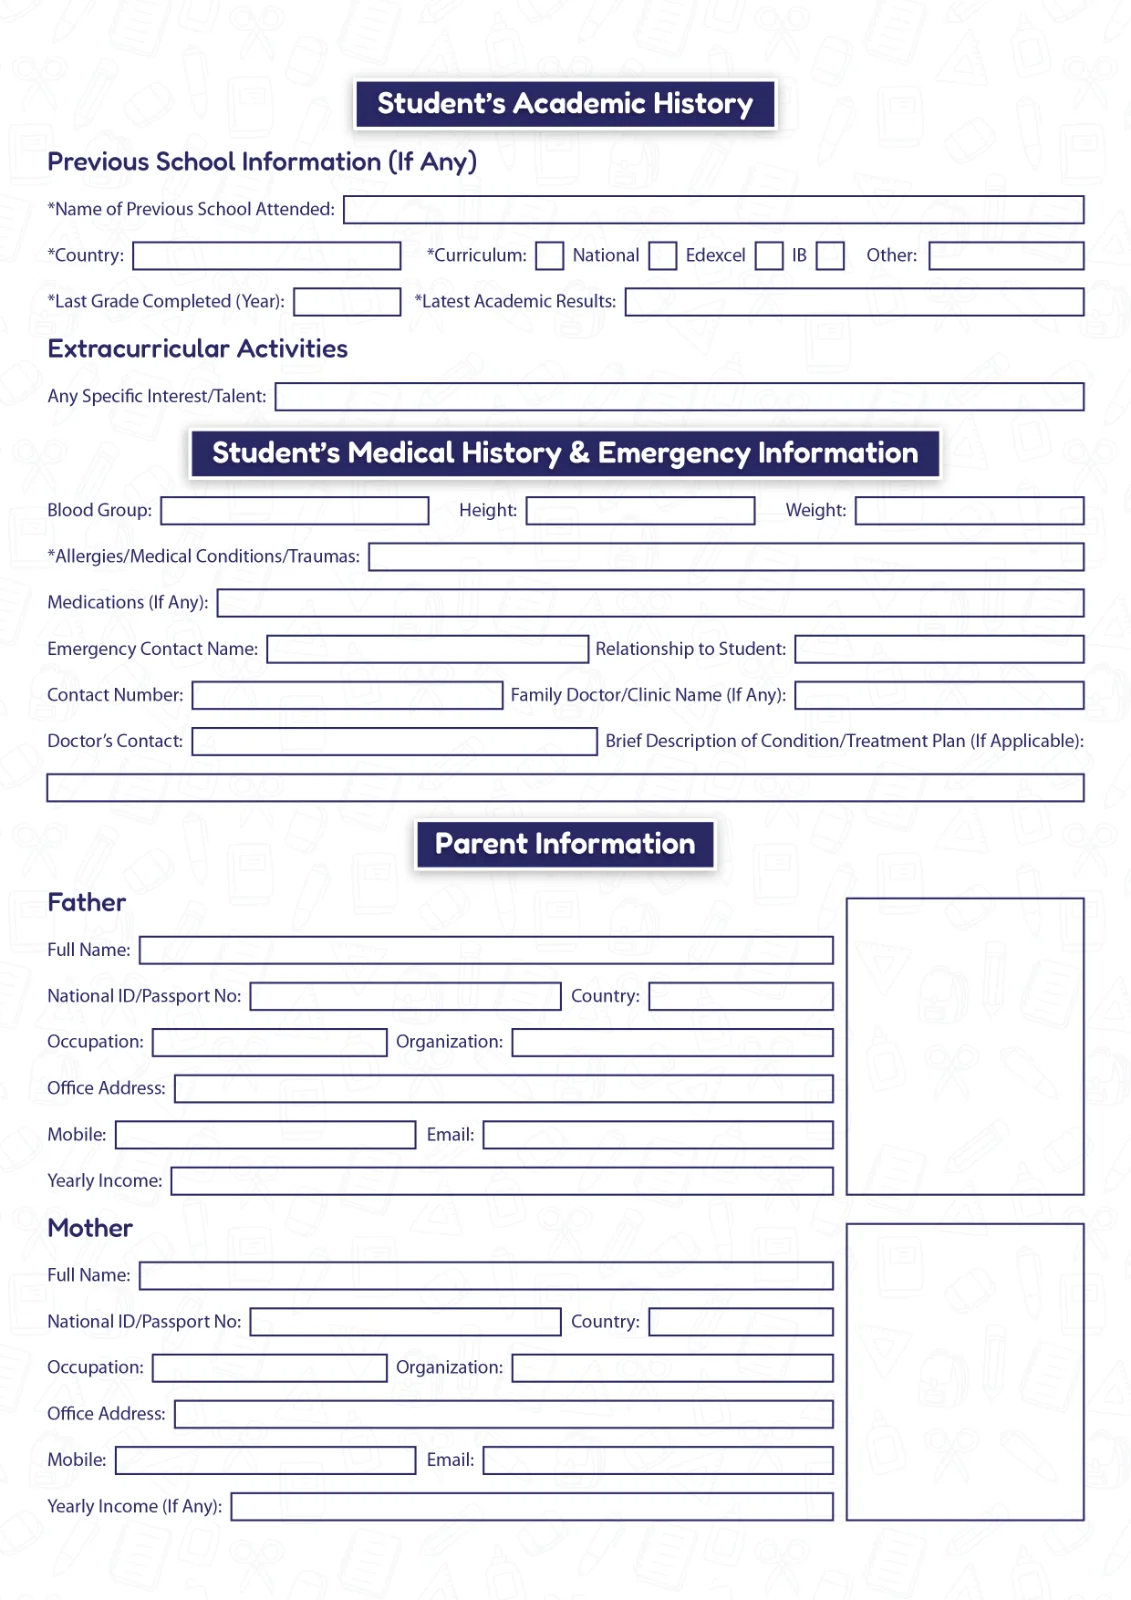 Student's Academic History
Previous School Information (If Any)
*Name of Previous School Attended:
*Country: *Curriculum: National Edexcel IB Other:
*Last Grade Completed (Year): *Latest Academic Results:
Extracurricular Activities
Any Specific Interest/Talent:
Student's Medical History & Emergency Information
Blood Group: Height: Weight:
*Allergies/Medical Conditions/Traumas:
Medications (If Any):
Emergency Contact Name: Relationship to Student:
Contact Number: Family Doctor/Clinic Name (If Any):
Doctor's Contact: Brief Description of Condition/Treatment Plan (If Applicable):
Parent Information
Father
Full Name:
National ID/Passport No: Country:
Occupation: Organization:
Office Address:
Mobile: Email:
Yearly Income:
Mother
Full Name:
National ID/Passport No: Country:
Occupation: Organization:
Office Address:
Mobile: Email:
Yearly Income (If Any):